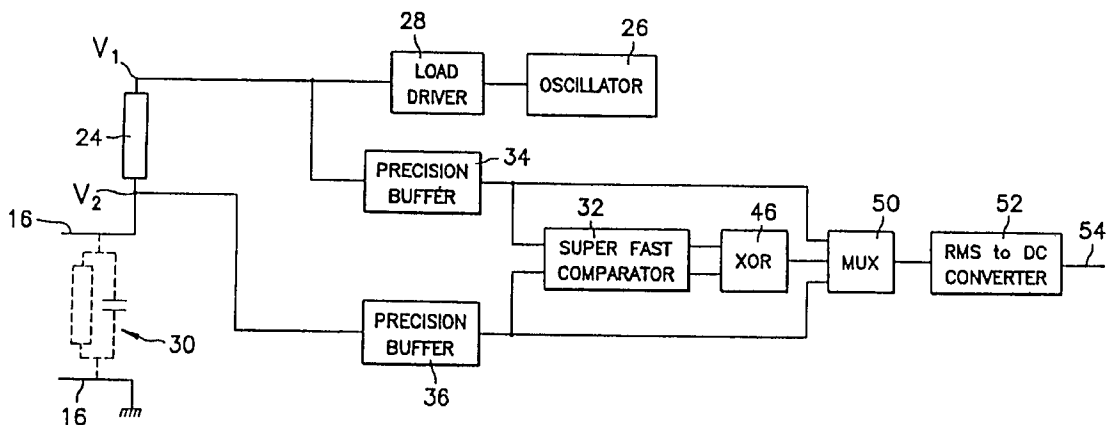 28
26
V1
LOAD
DRIVER
OSCILLATOR
24
PRECISION
BUFFER
34
V2
16
32
46
50
52
54
SUPER FAST
COMPARATOR
XOR
MUX
RMS to DC
CONVERTER
PRECISION
BUFFER
30
16
36